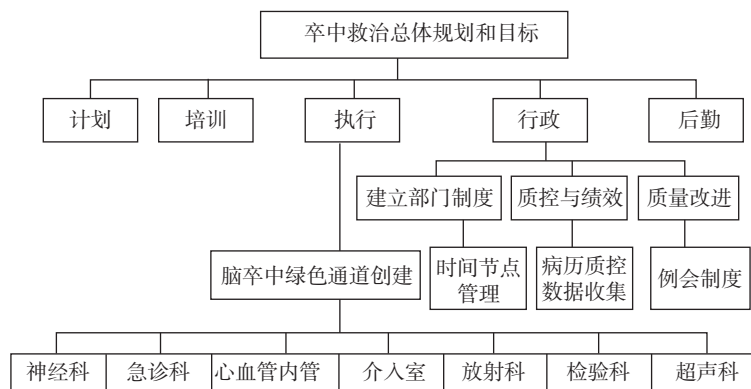 卒中救治总体规划和目标
计划
培训
执行
行政
后勤
建立部门制度
质控与绩效
质量改进
脑卒中绿色通道创建
时间节点
管理
病历质控
数据收集
例会制度
神经科
急诊科
心血管内管
介入室
放射科
检验科
超声科